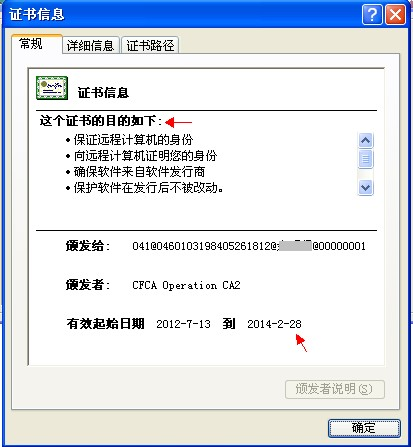 证书信息
常规 详细信息 证书路径
证书信息
这个证书的目的如下:
•保证远程计算机的身份
•向远程计算机证明您的身份
•确保软件来自软件发行商
•保护软件在发行后不被改动。
颁发给: 041@0460103198405261812@ @00000001
颁发者: CFCA Operation CA2
有效起始日期 2012-7-13 到 2014-2-28
颁发者说明(S)
确定